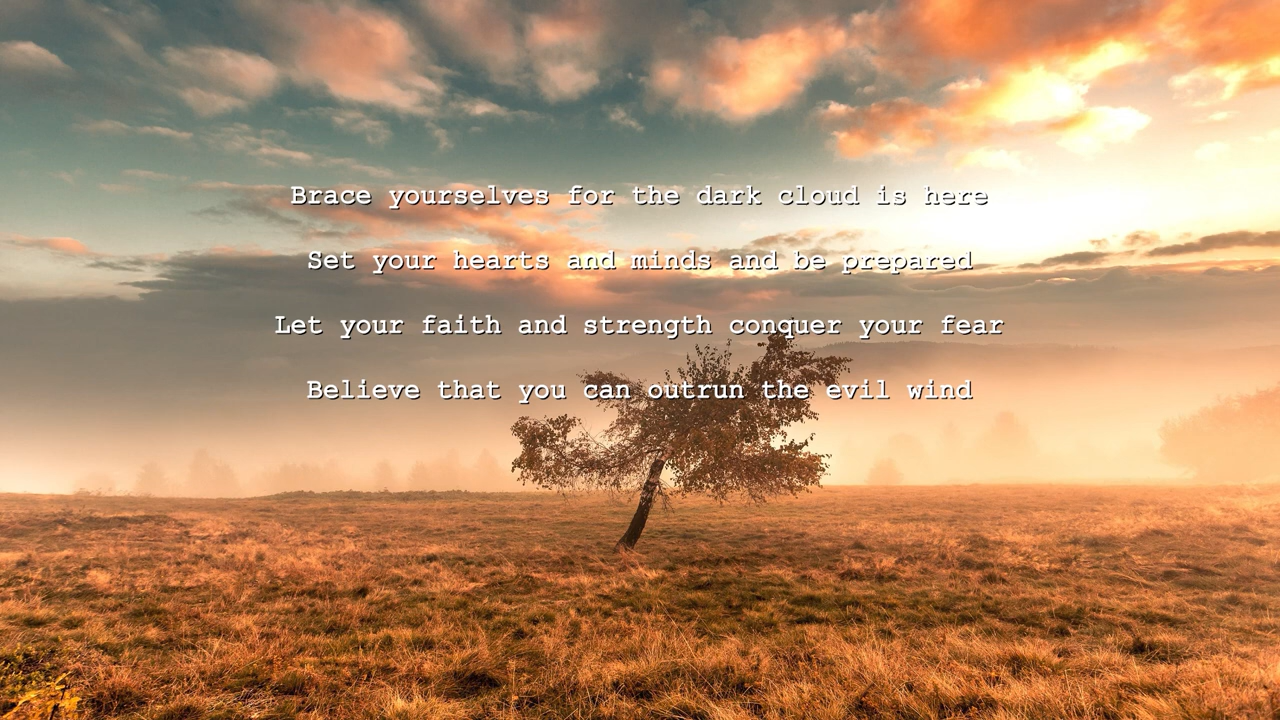 Brace yourselves for the dark cloud is here
Set your hearts and minds and be prepared
Let your faith and strength conquer your fear
Believe that you can outrun the evil wind